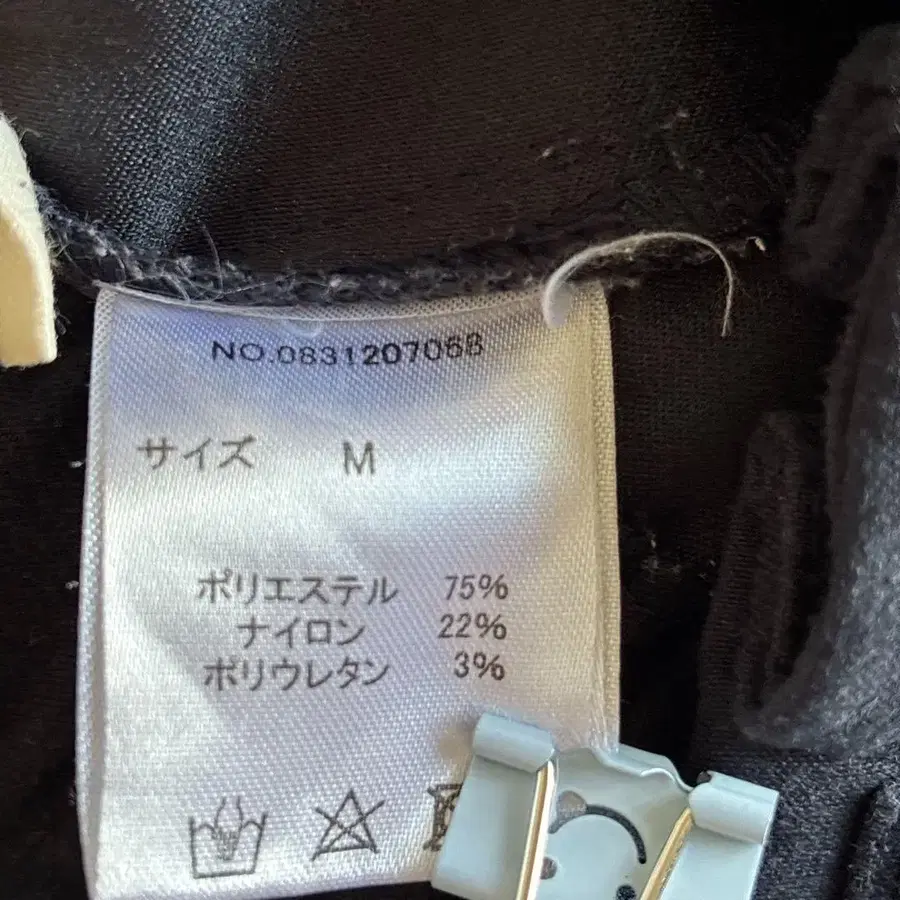 NO.0831207068
サイズ M
ポリエステル 75%
ナイロン 22%
ポリウレタン 3%